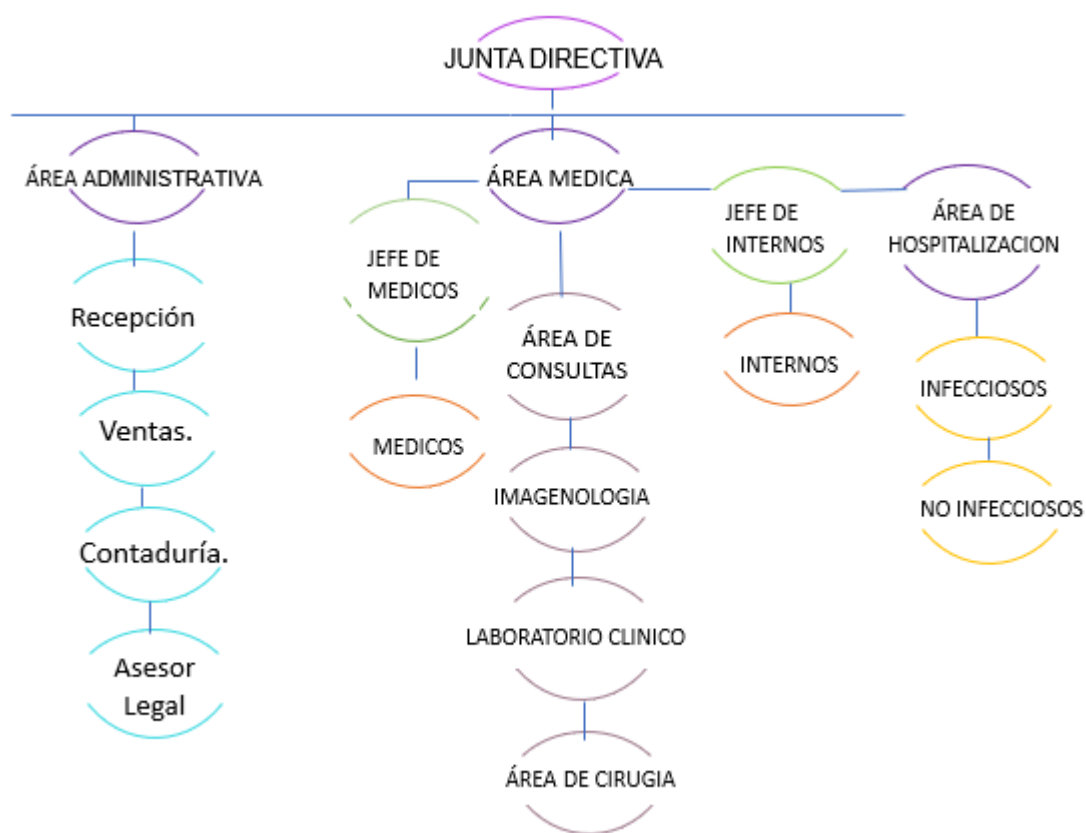 JUNTA DIRECTIVA
ÁREA ADMINISTRATIVA
Recepción
Ventas.
Contaduría.
Asesor
Legal
ÁREA MEDICA
JEFE DE
MEDICOS
MEDICOS
ÁREA DE
CONSULTAS
IMAGENOLOGIA
LABORATORIO CLINICO
ÁREA DE CIRUGIA
JEFE DE
INTERNOS
INTERNOS
ÁREA DE
HOSPITALIZACION
INFECCIOSOS
NO INFECCIOSOS